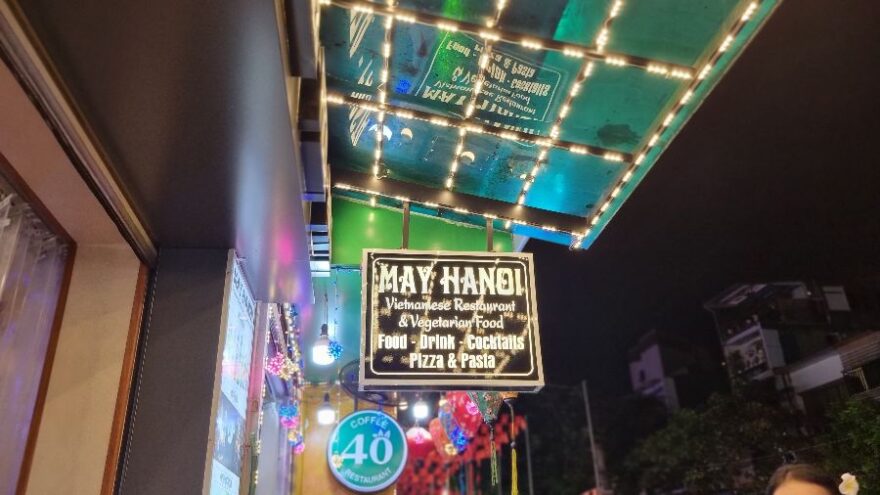 MAY HANOI
Vietnamese Restaurant
& Vegetarian Food
Food - Drink - Cocktails
Pizza & Pasta
COFFEE
40
RESTAURANT